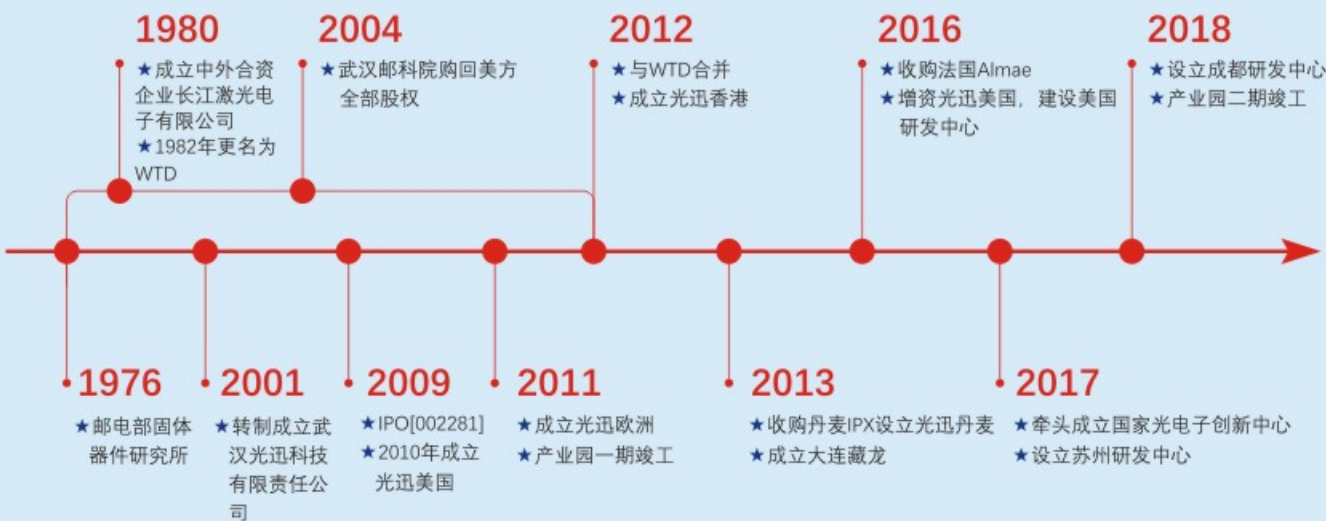 1980
★成立中外合资
企业长江激光电
子有限公司
★1982年更名为
WTD
2004
★武汉邮科院购回美方
全部股权
2012
★与WTD合并
★成立光迅香港
2016
★收购法国Almae
★增资光迅美国，建设美国
研发中心
2018
★设立成都研发中心
★产业园二期竣工
1976
★邮电部固体
器件研究所
2001
★转制成立武
汉光迅科技
有限责任公
司
2009
★IPO[002281]
★2010年成立
光迅美国
2011
★成立光迅欧洲
★产业园一期竣工
2013
★收购丹麦IPX设立光迅丹麦
★成立大连藏龙
2017
★牵头成立国家光电子创新中心
★设立苏州研发中心